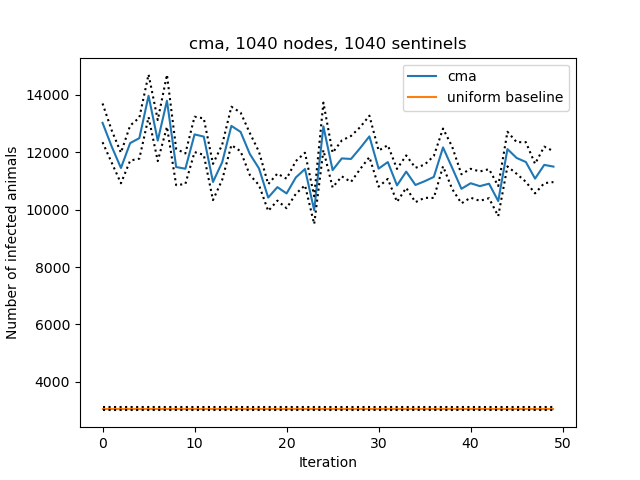 cma, 1040 nodes, 1040 sentinels
cma
uniform baseline
Number of infected animals
14000
12000
10000
8000
6000
4000
0 10 20 30 40 50
Iteration